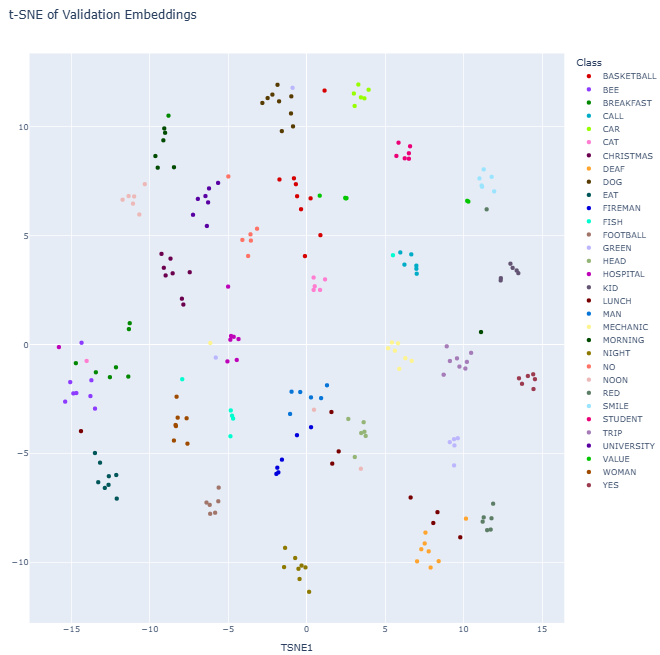 t-SNE of Validation Embeddings
Class
BASKETBALL
BEE
BREAKFAST
CALL
CAR
CAT
CHRISTMAS
DEAF
DOG
EAT
FIREMAN
FISH
FOOTBALL
GREEN
HEAD
HOSPITAL
KID
LUNCH
MAN
MECHANIC
MORNING
NIGHT
NO
NOON
RED
SMILE
STUDENT
TRIP
UNIVERSITY
VALUE
WOMAN
YES
10
5
0
−5
−10
−15
−10
−5
0
5
10
15
TSNE1